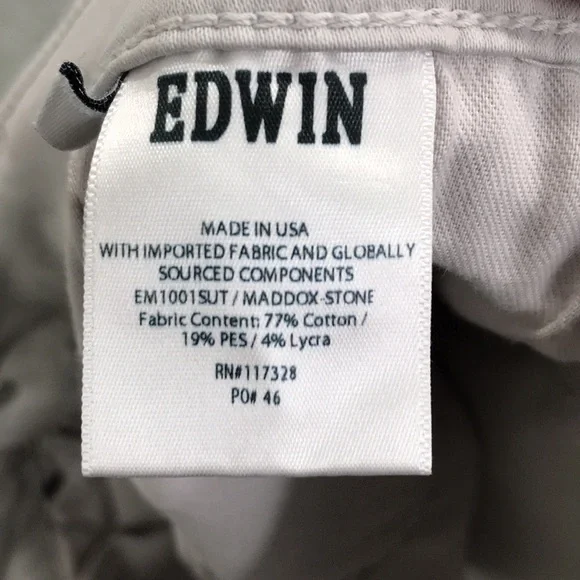 EDWIN
MADE IN USA
WITH IMPORTED FABRIC AND GLOBALLY
SOURCED COMPONENTS
EM1001SUT / MADDOX-STONE
Fabric Content: 77% Cotton /
19% PES / 4% Lycra
RN#117328
PO# 46